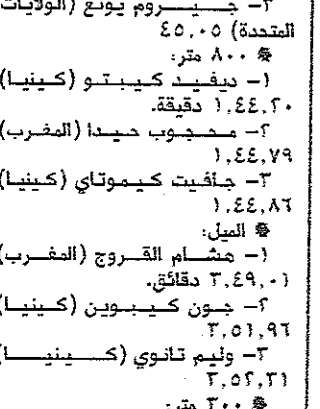 ٣- جيروم يونغ (الولايات
المتحدة) ٤٥,٠٥
❋ ٨٠٠ متر:
١- ديفيد كيبتو (كينيا)
١,٤٤,٢٠ دقيقة.
٢- محجوب حيدا (المغرب)
١,٤٤,٧٩
٣- جافيت كيموتاي (كينيا)
١,٤٤,٨٦
❋ الميل:
١- هشام القروج (المغرب)
٣,٤٩,٠١ دقائق.
٢- جون كيبوين (كينيا)
٣,٥١,٩٦
٣- وليم تانوي (كينيا)
٣,٥٢,٣١
❋ ٣٠٠ متر: